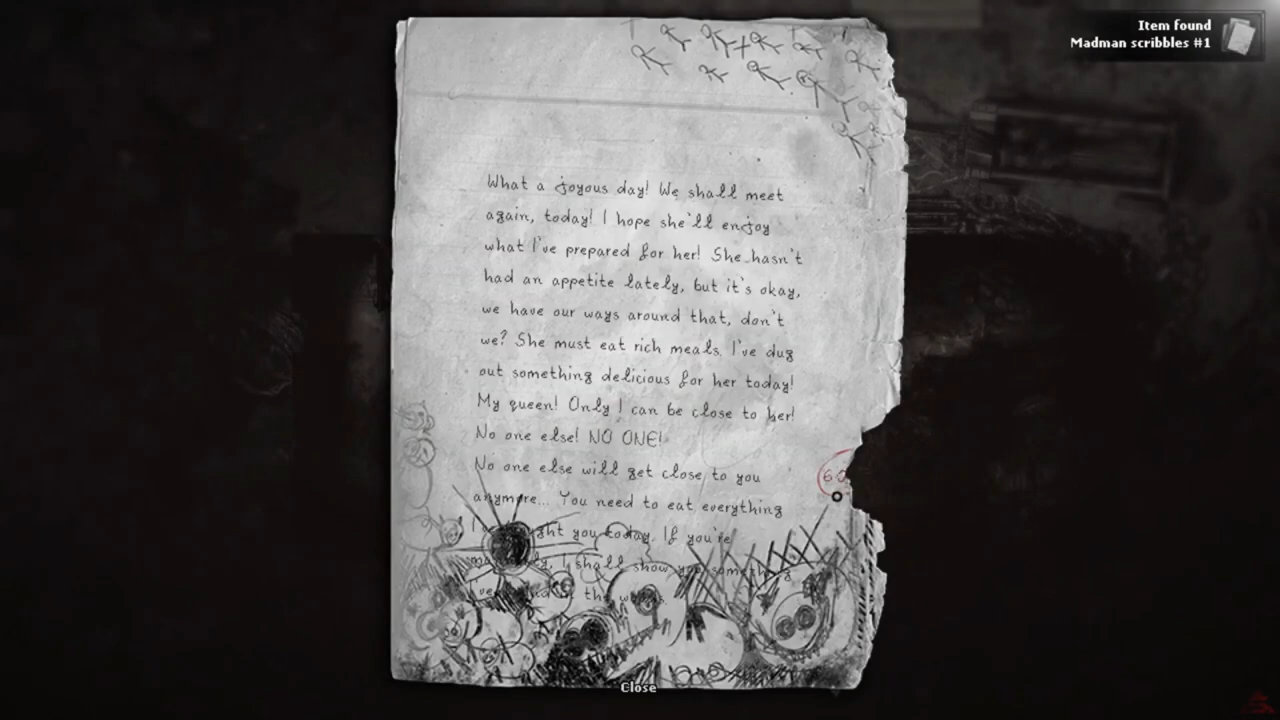 Item found
Madman scribbles #1
What a joyous day! We shall meet
again, today! I hope she'll enjoy
what I've prepared for her! She hasn't
had an appetite lately, but it's okay,
we have our ways around that, don't
we? She must eat rich meals. I've dug
out something delicious for her today!
My queen! Only I can be close to her!
No one else! NO ONE!
No one else will get close to you
anymore... You need to eat everything
you today. If you're
I shall show you something
the
60
Close